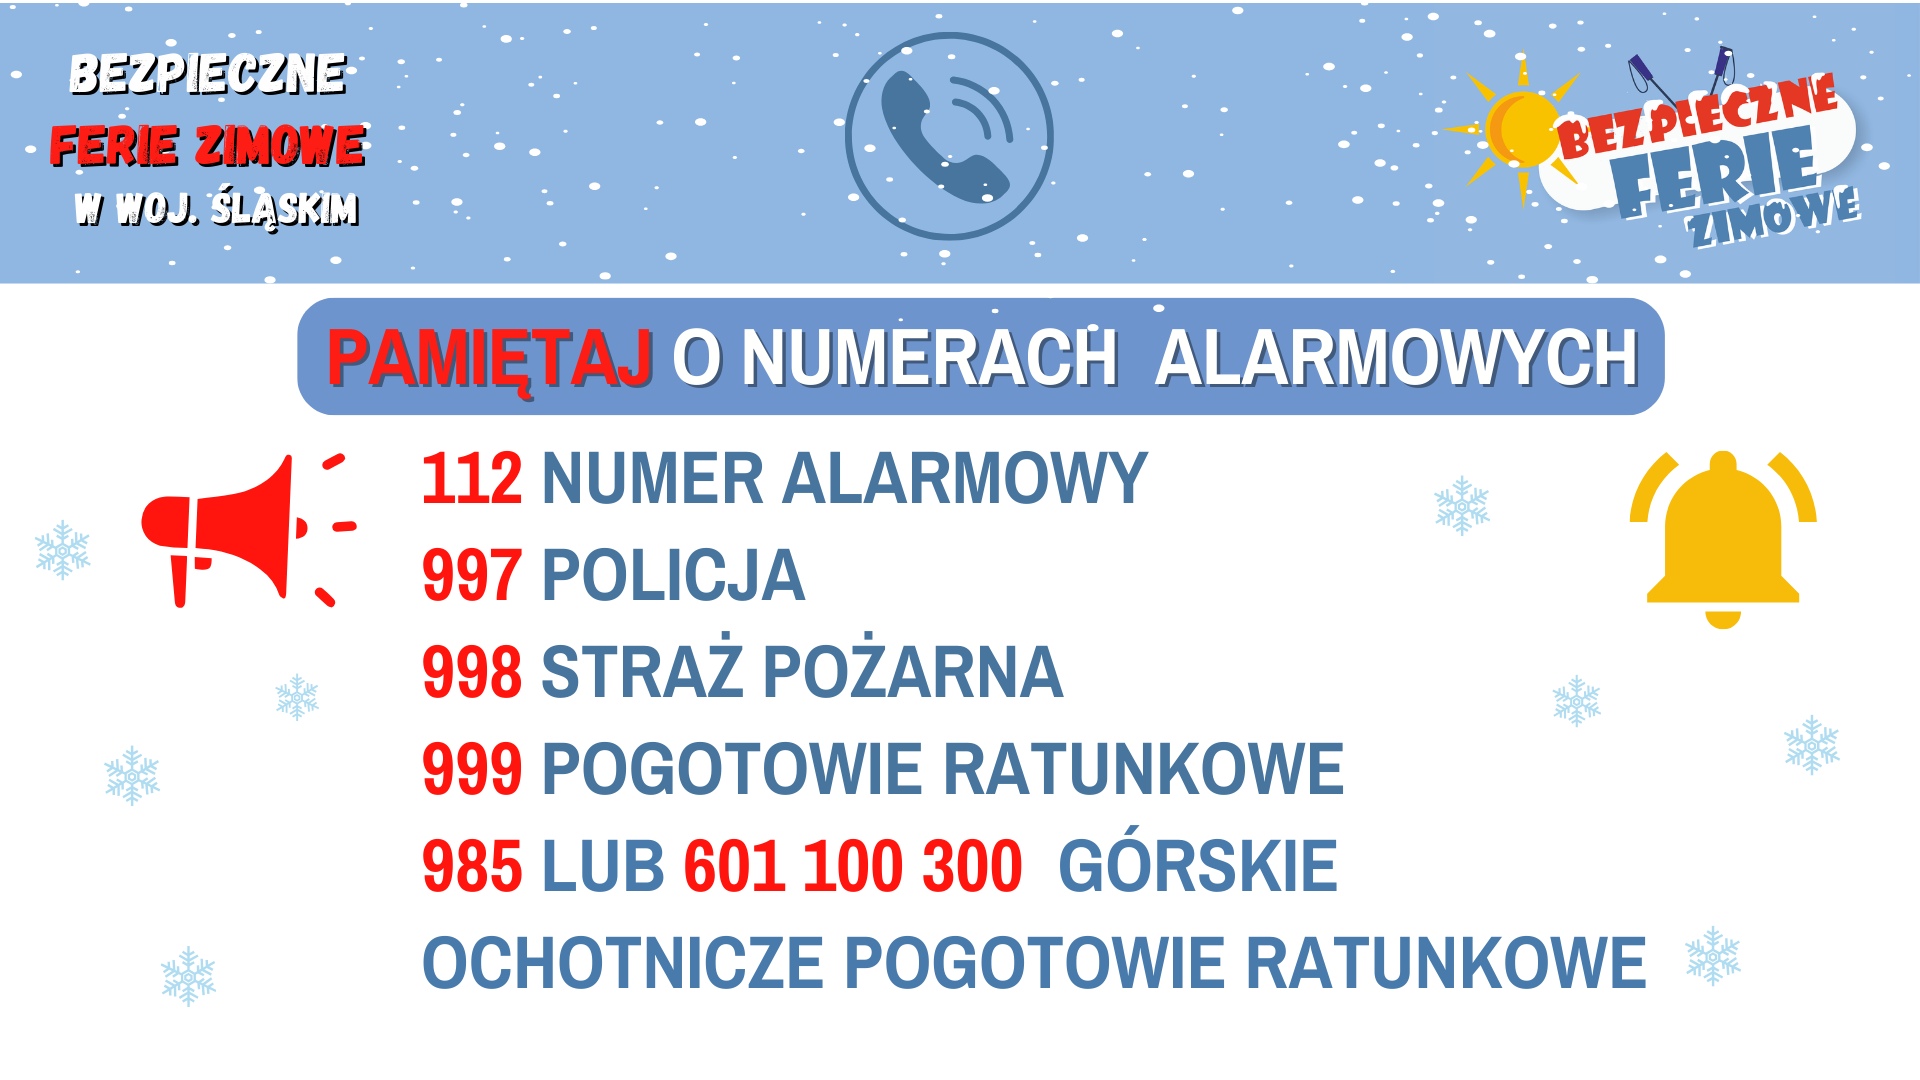 BEZPIECZNE
FERIE ZIMOWE
W WOJ. ŚLĄSKIM
BEZPIECZNE
FERIE
ZIMOWE
PAMIĘTAJ O NUMERACH ALARMOWYCH
112 NUMER ALARMOWY
997 POLICJA
998 STRAŻ POŻARNA
999 POGOTOWIE RATUNKOWE
985 LUB 601 100 300 GÓRSKIE
OCHOTNICZE POGOTOWIE RATUNKOWE